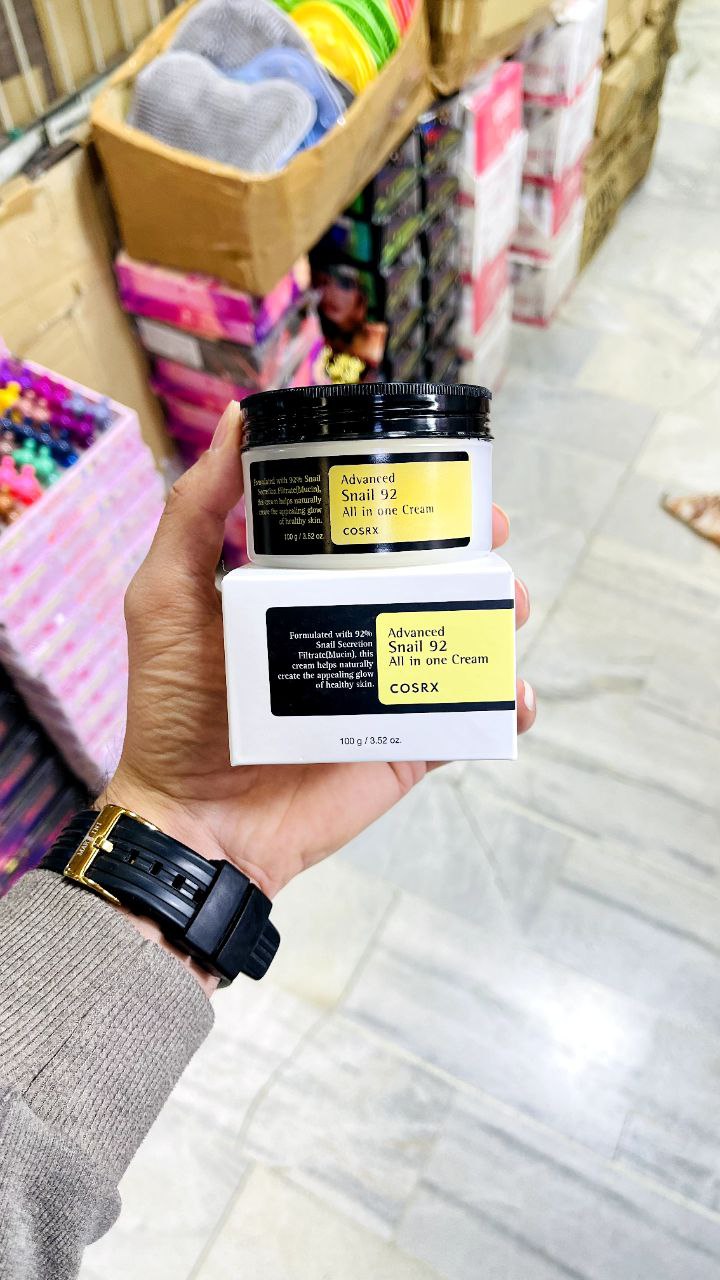 Formulated with 92% Snail
Secretion Filtrate(Mucin),
this cream helps naturally
create the appealing glow
of healthy skin.
100 g / 3.52 oz.
Advanced
Snail 92
All in one Cream
COSRX
Formulated with 92%
Snail Secretion
Filtrate(Mucin), this
cream helps naturally
create the appealing glow
of healthy skin.
Advanced
Snail 92
All in one Cream
COSRX
100 g / 3.52 oz.